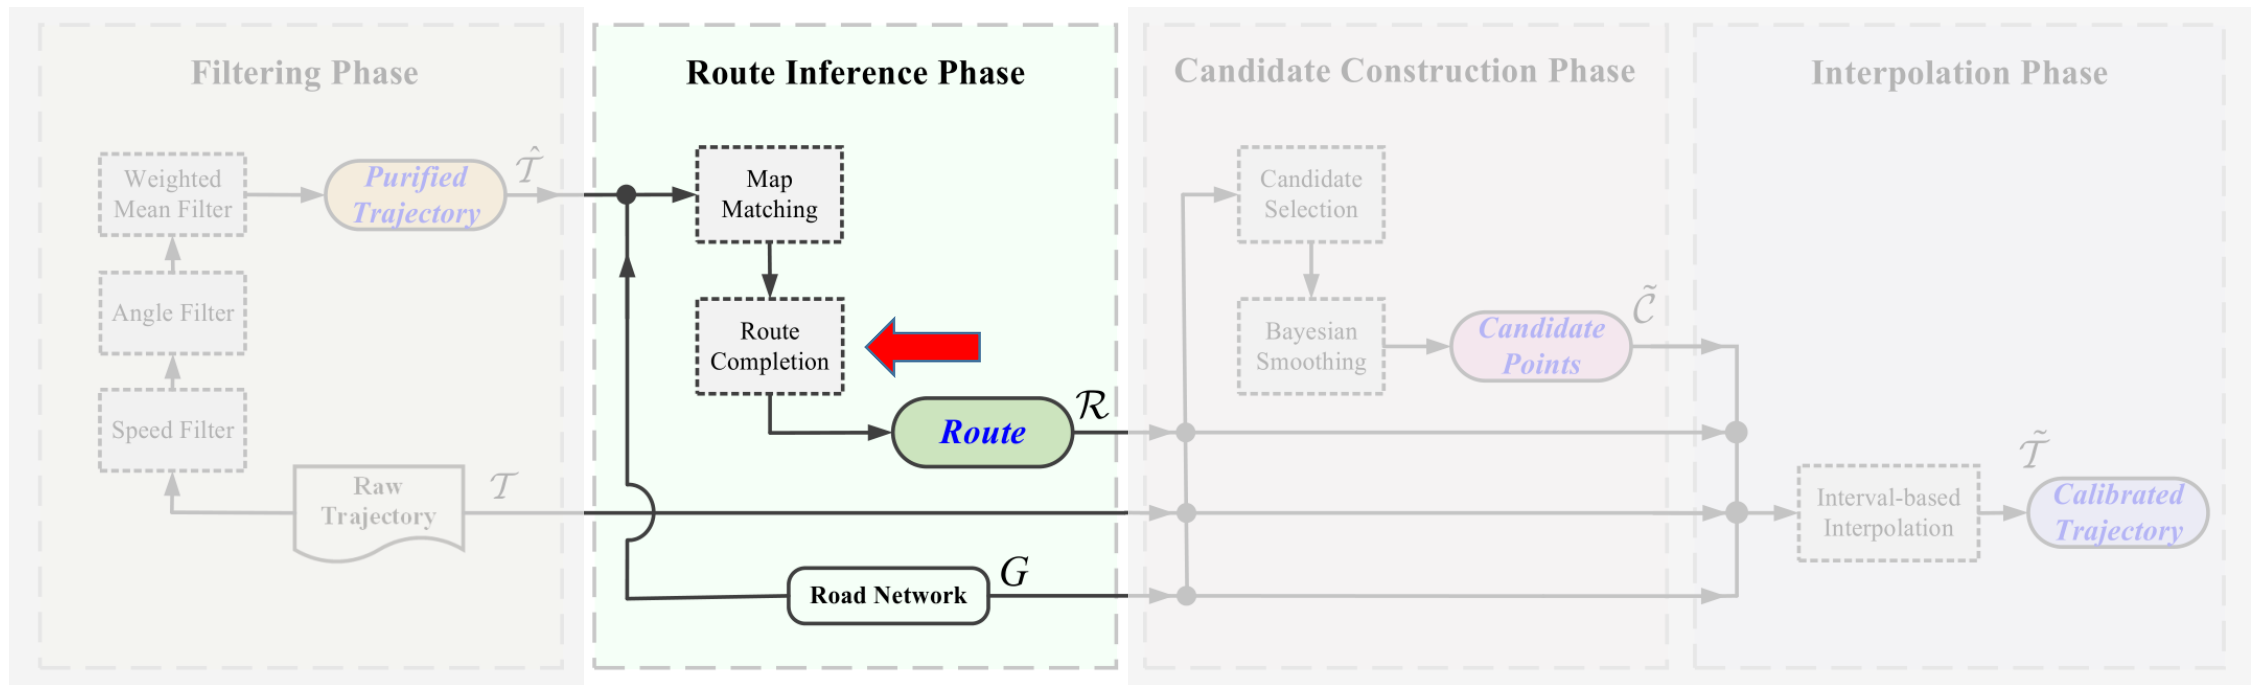 Filtering Phase
Weighted
Mean Filter
Purified
Trajectory
𝒯̂
Angle Filter
Speed Filter
Raw
Trajectory
𝒯
Route Inference Phase
Map
Matching
Route
Completion
Route
ℛ
Road Network
G
Candidate Construction Phase
Candidate
Selection
Bayesian
Smoothing
Candidate
Points
𝒞̃
Interpolation Phase
Interval-based
Interpolation
𝒯̃
Calibrated
Trajectory